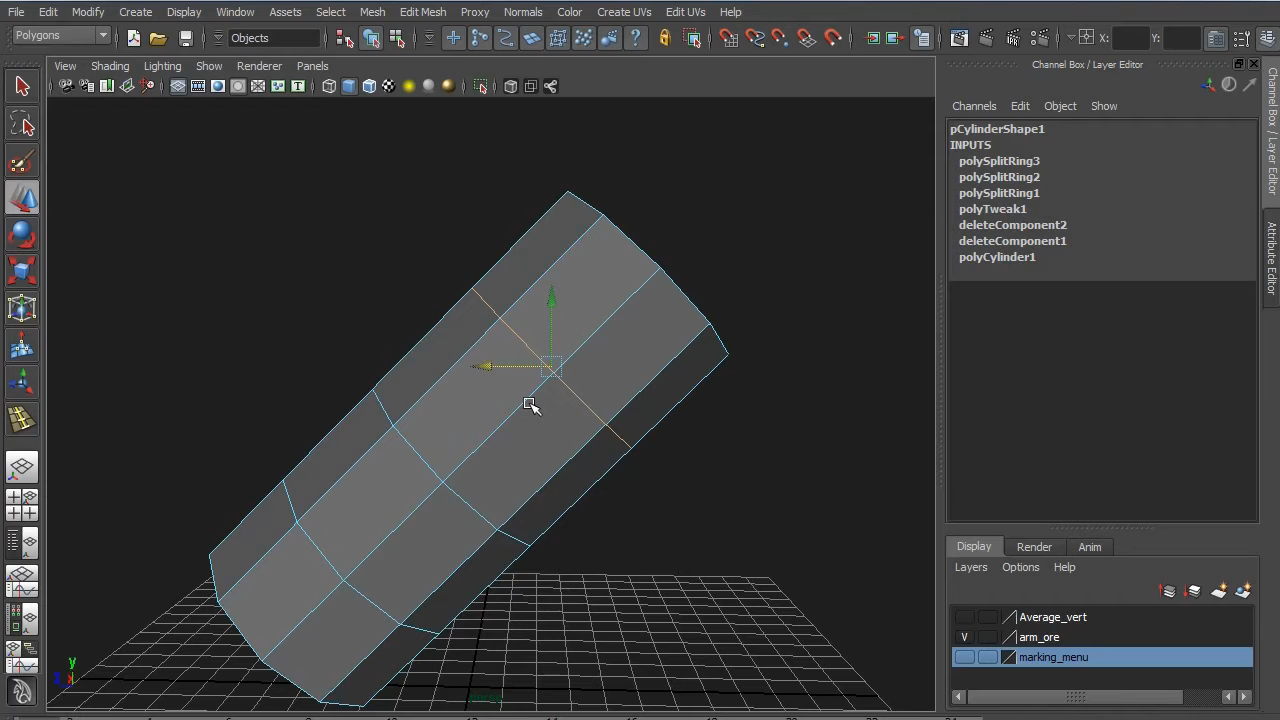 File Edit Modify Create Display Window Assets Select Mesh Edit Mesh Proxy Normals Color Create UVs Edit UVs Help
Polygons
Objects
X:
Y:
View Shading Lighting Show Renderer Panels
Channel Box / Layer Editor
Channels Edit Object Show
pCylinderShape1
INPUTS
polySplitRing3
polySplitRing2
polySplitRing1
polyTweak1
deleteComponent2
deleteComponent1
polyCylinder1
Channel Box / Layer Editor
Attribute Editor
Display Render Anim
Layers Options Help
Average_vert
V arm_ore
marking_menu
y
persp